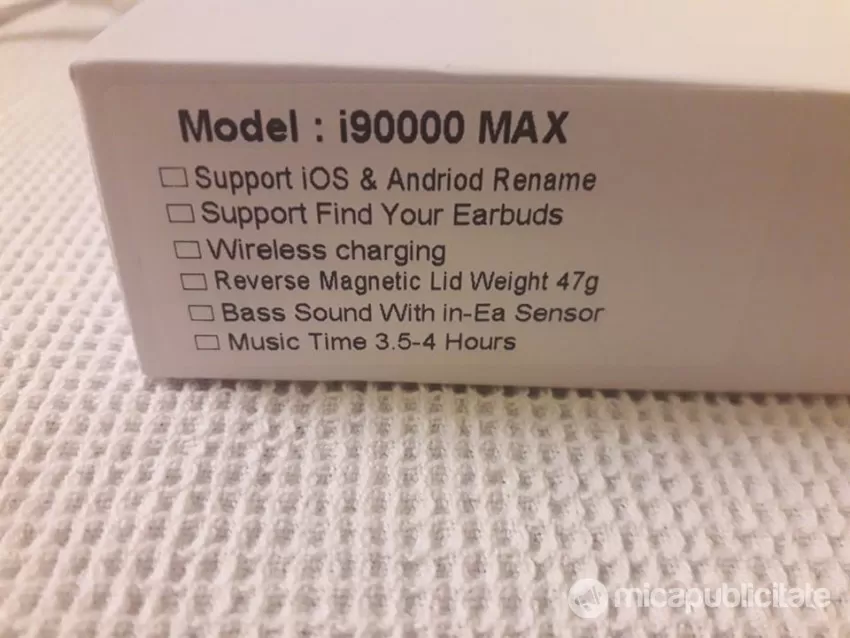 Model : i90000 MAX
Support iOS & Andriod Rename
Support Find Your Earbuds
Wireless charging
Reverse Magnetic Lid Weight 47g
Bass Sound With in-Ea Sensor
Music Time 3.5-4 Hours
micapublicitate